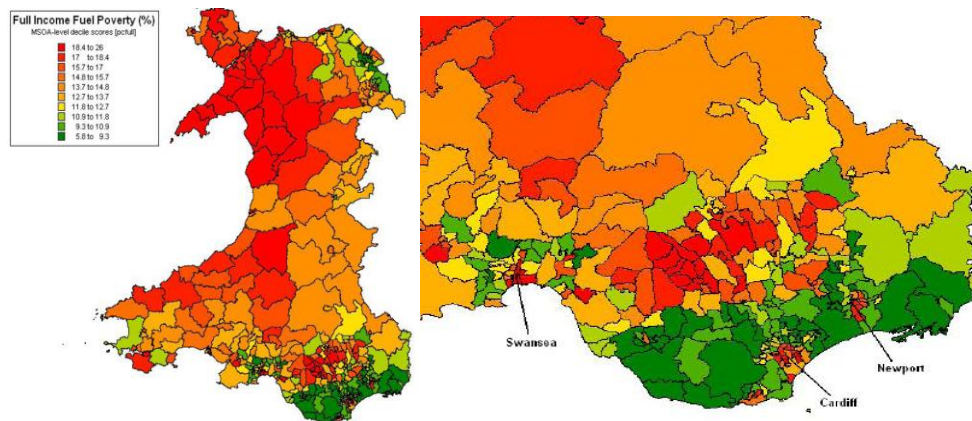 Full Income Fuel Poverty (%)
MSOA-level decile scores [pcfull]
18.4 to 26
17 to 18.4
15.7 to 17
14.8 to 15.7
13.7 to 14.8
12.7 to 13.7
11.8 to 12.7
10.9 to 11.8
9.3 to 10.9
5.8 to 9.3
Swansea
Newport
Cardiff